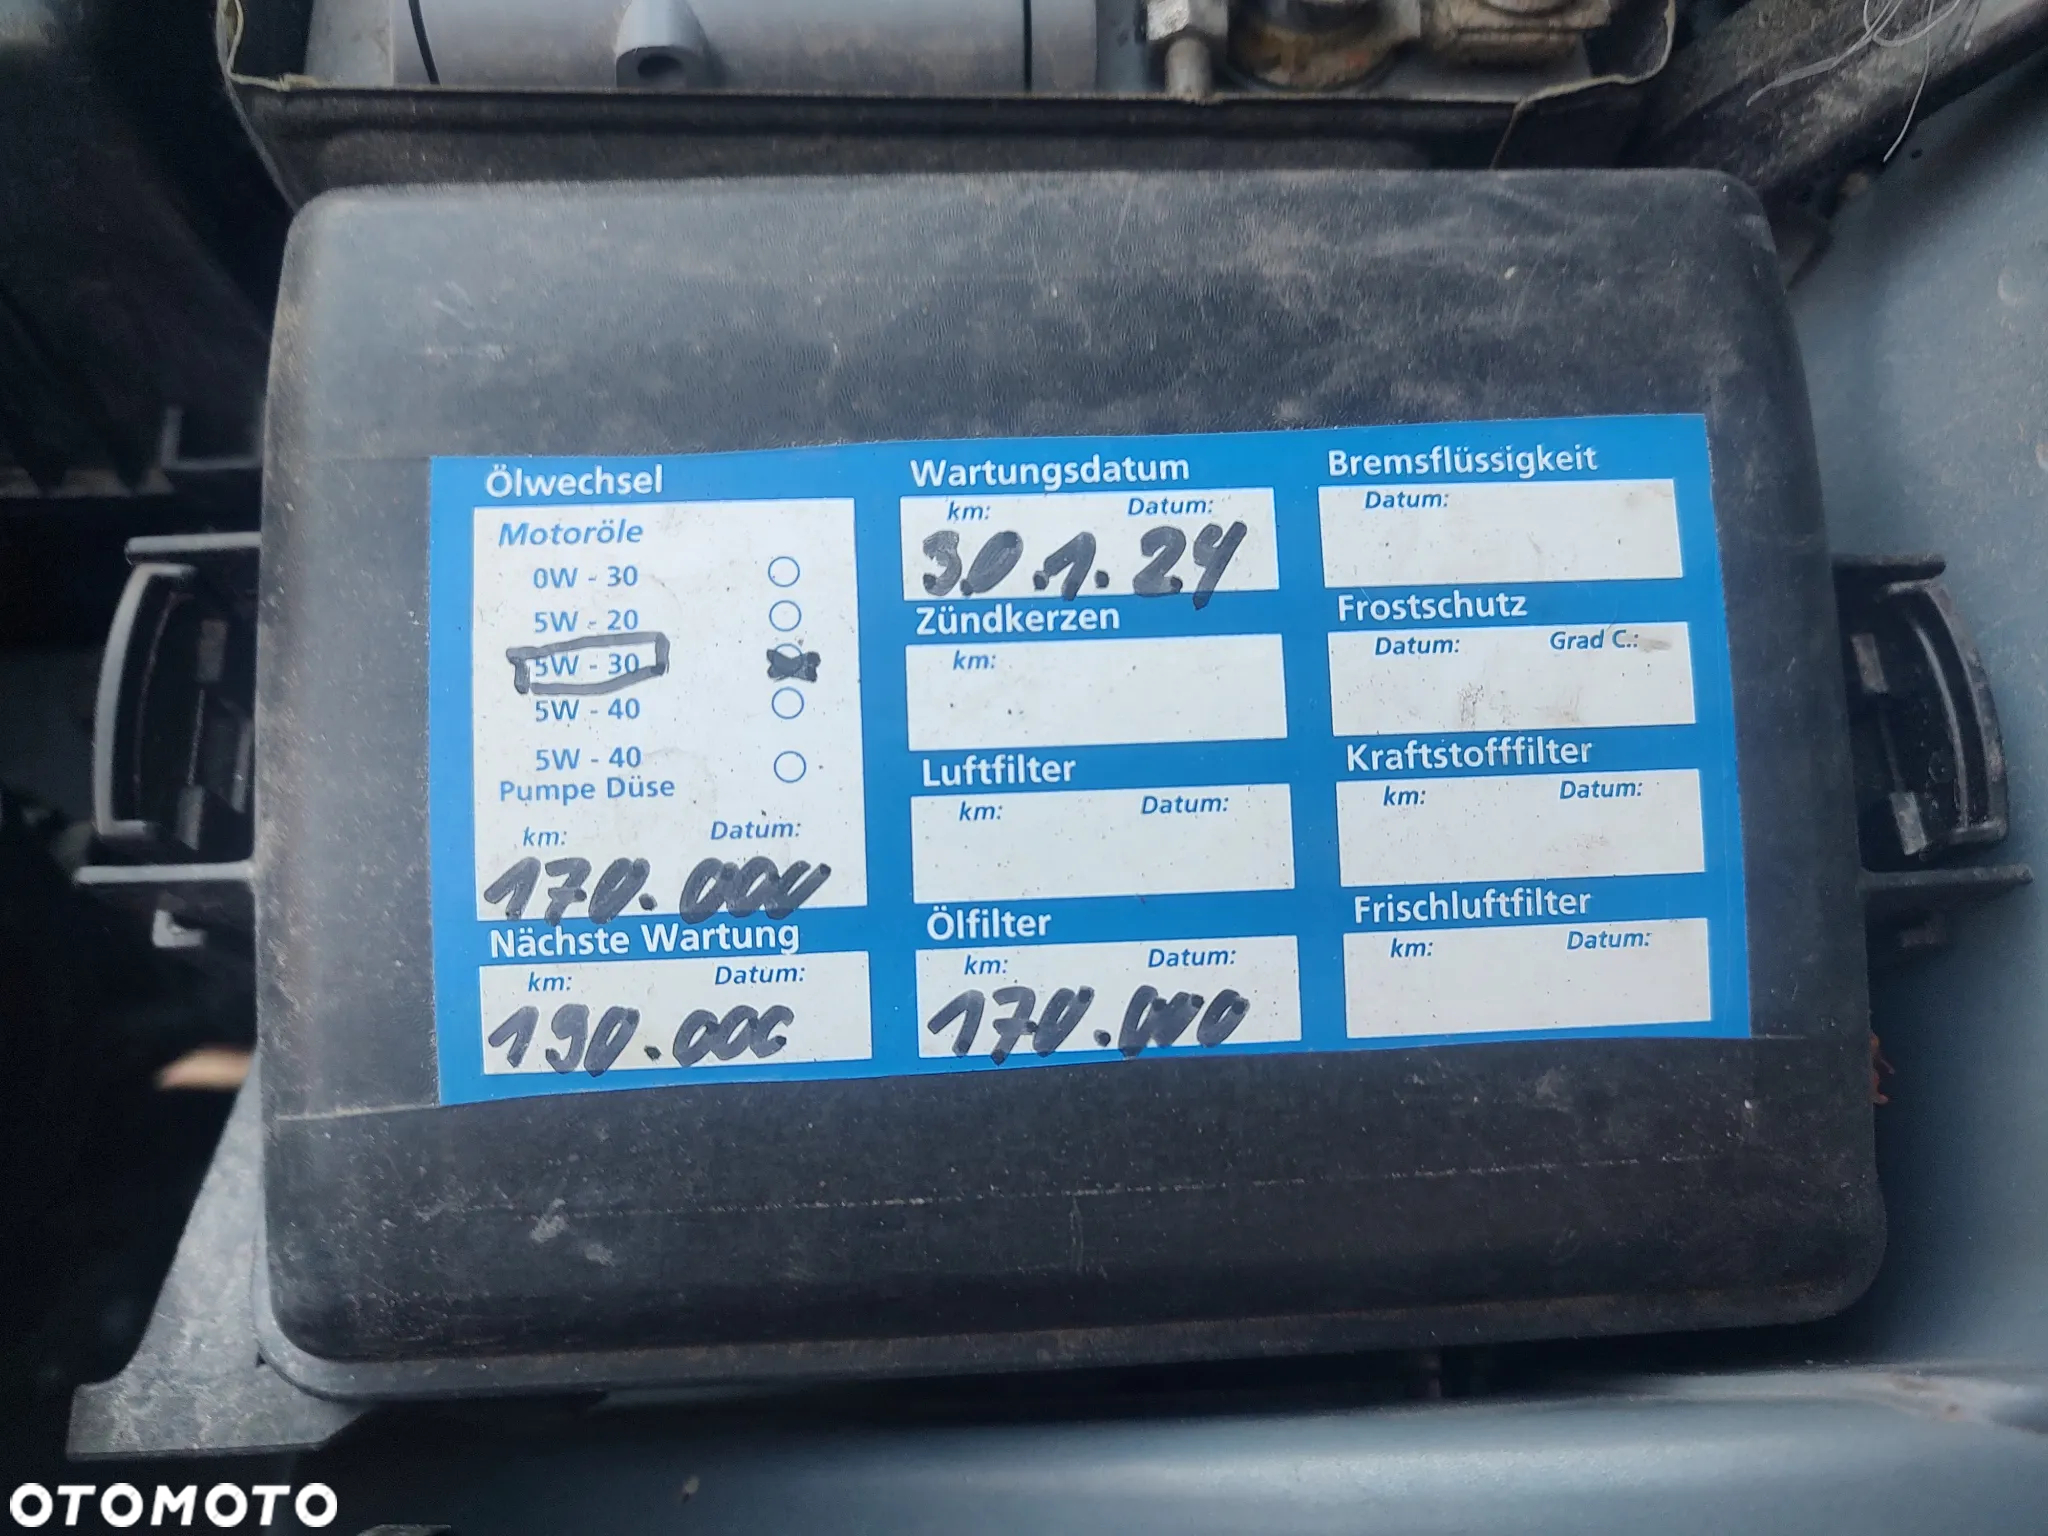 Ölwechsel
Motoröle
0W - 30
5W - 20
5W - 30
5W - 40
5W - 40
Pumpe Düse
km: Datum:
170.000
Nächste Wartung
km: Datum:
190.000
Wartungsdatum
km: Datum:
30.1.24
Zündkerzen
km:
Luftfilter
km: Datum:
Ölfilter
km: Datum:
170.000
Bremsflüssigkeit
Datum:
Frostschutz
Datum: Grad C.:
Kraftstofffilter
km: Datum:
Frischluftfilter
km: Datum:
OTOMOTO